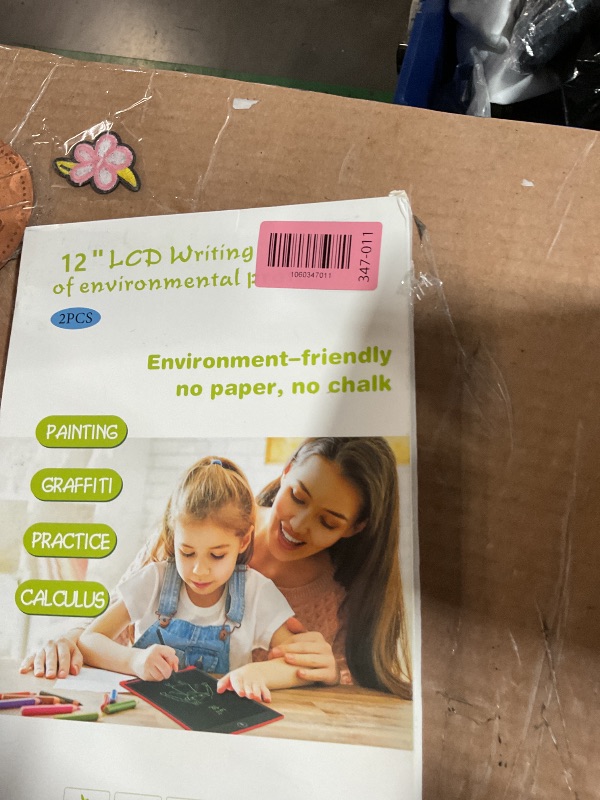 12" LCD Writing
of environmental
1060347011
347-011
2PCS
Environment-friendly
no paper, no chalk
PAINTING
GRAFFITI
PRACTICE
CALCULUS